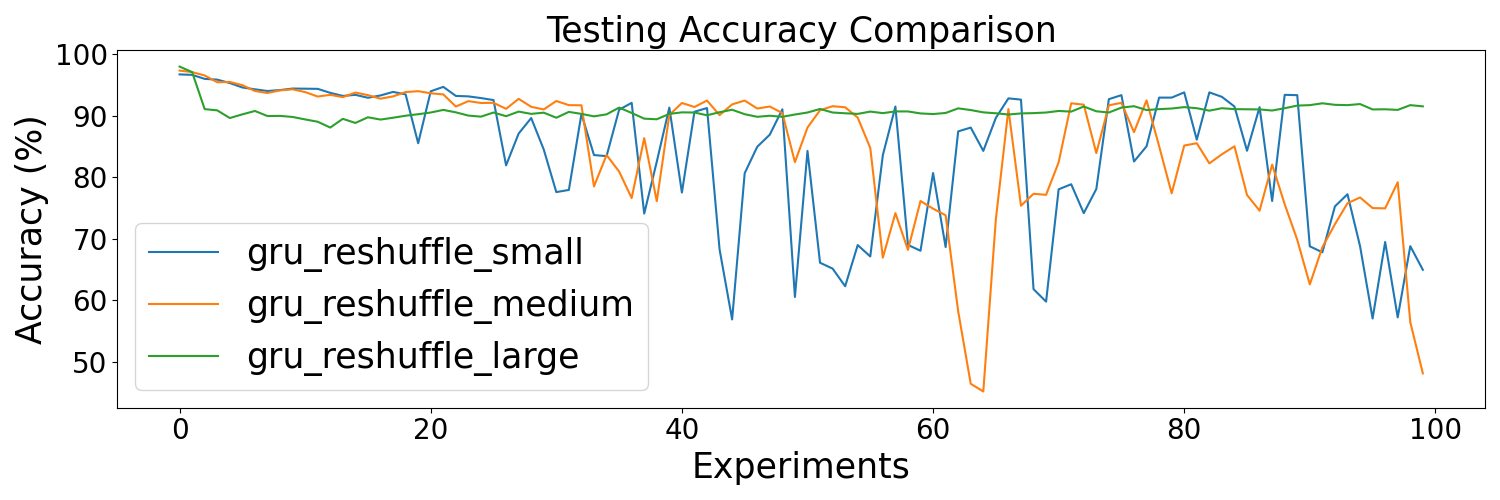 Testing Accuracy Comparison
Accuracy (%)
100
90
80
70
60
50
gru_reshuffle_small
gru_reshuffle_medium
gru_reshuffle_large
0 20 40 60 80 100
Experiments